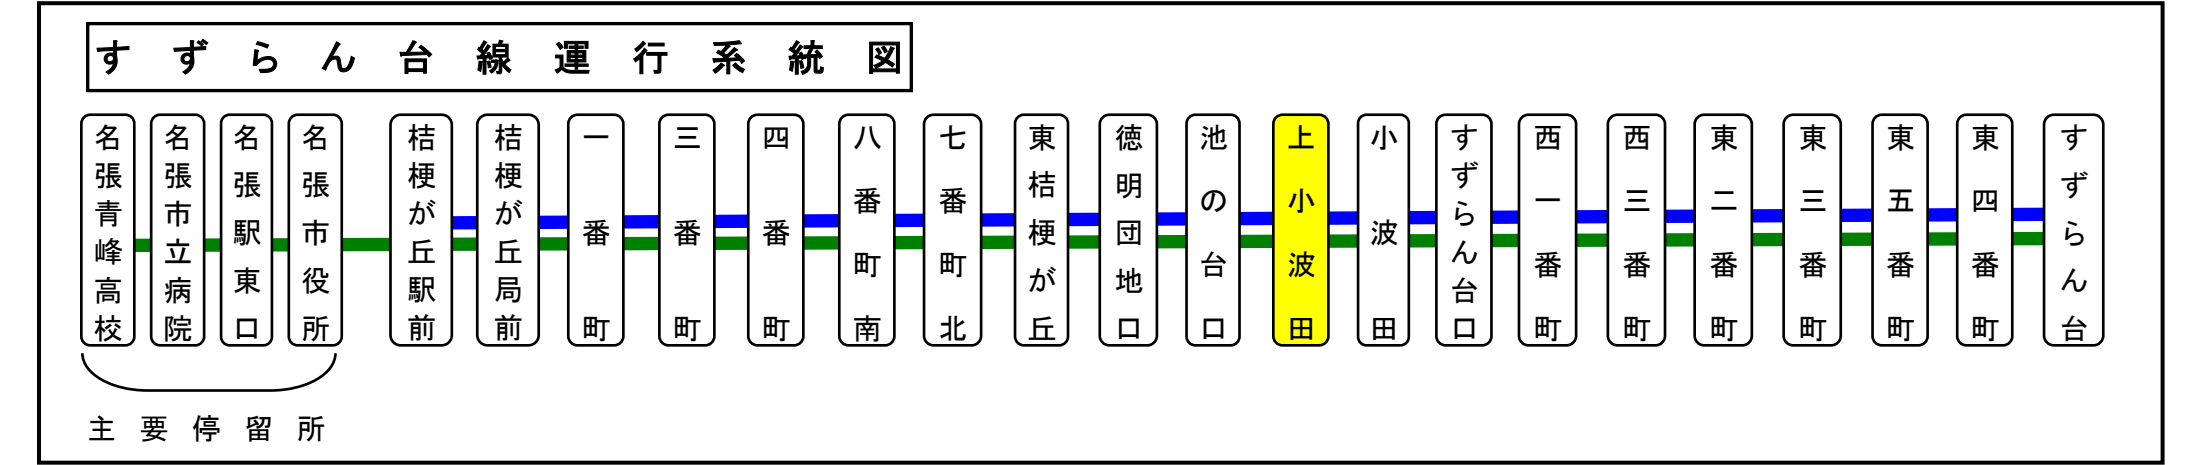 すずらん台線運行系統図
名張青峰高校
名張市立病院
名張駅東口
名張市役所
桔梗が丘駅前
桔梗が丘局前
一番町
三番町
四番町
八番町南
七番町北
東桔梗が丘
徳明団地口
池の台口
上小波田
小波田
すずらん台口
西一番町
西三番町
東二番町
東三番町
東五番町
東四番町
すずらん台
主要停留所